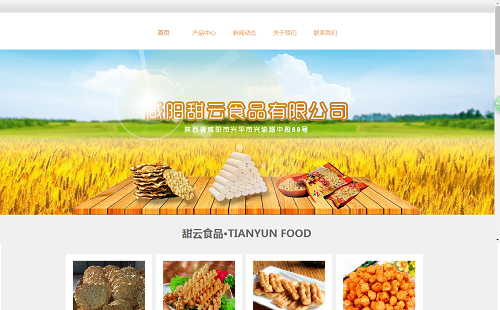 首页 产品中心 新闻动态 关于我们 联系我们
咸阳甜云食品有限公司
陕西省咸阳市兴平市兴渝路中段88号
甜云食品·TIANYUN FOOD